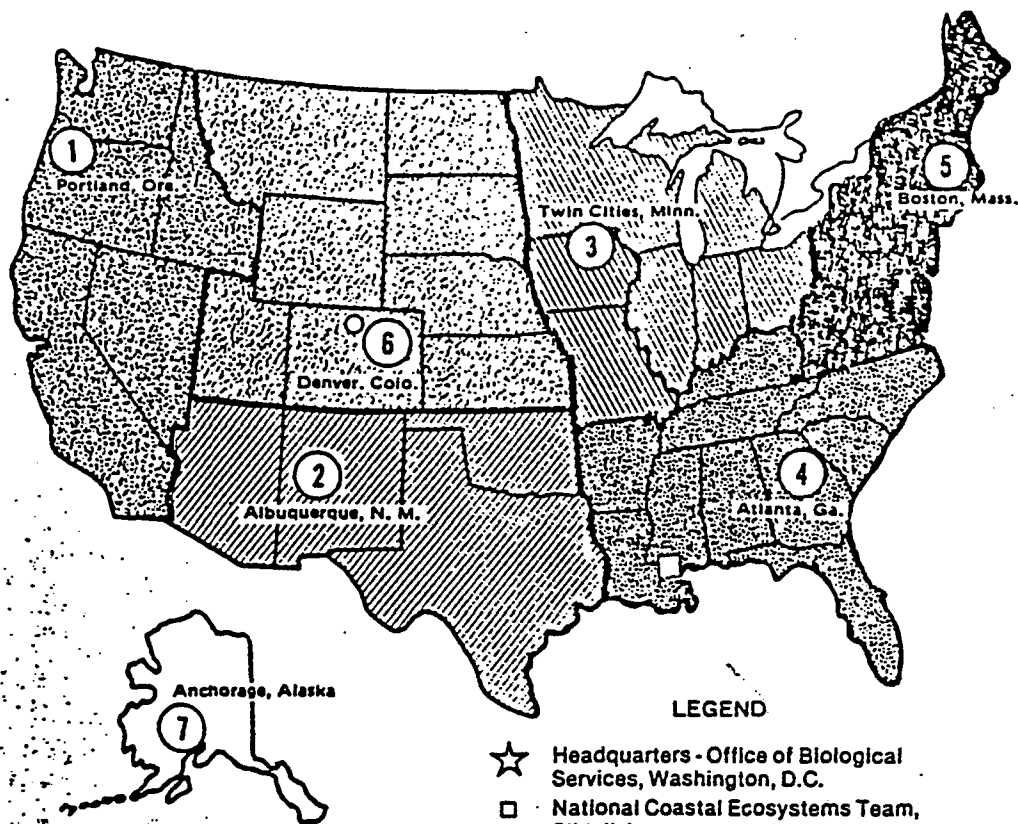 1
Portland, Ore.
5
Boston, Mass.
Twin Cities, Minn.
3
6
Denver, Colo.
2
Albuquerque, N. M.
4
Atlanta, Ga.
Anchorage, Alaska
7
LEGEND
Headquarters - Office of Biological
Services, Washington, D.C.
National Coastal Ecosystems Team,